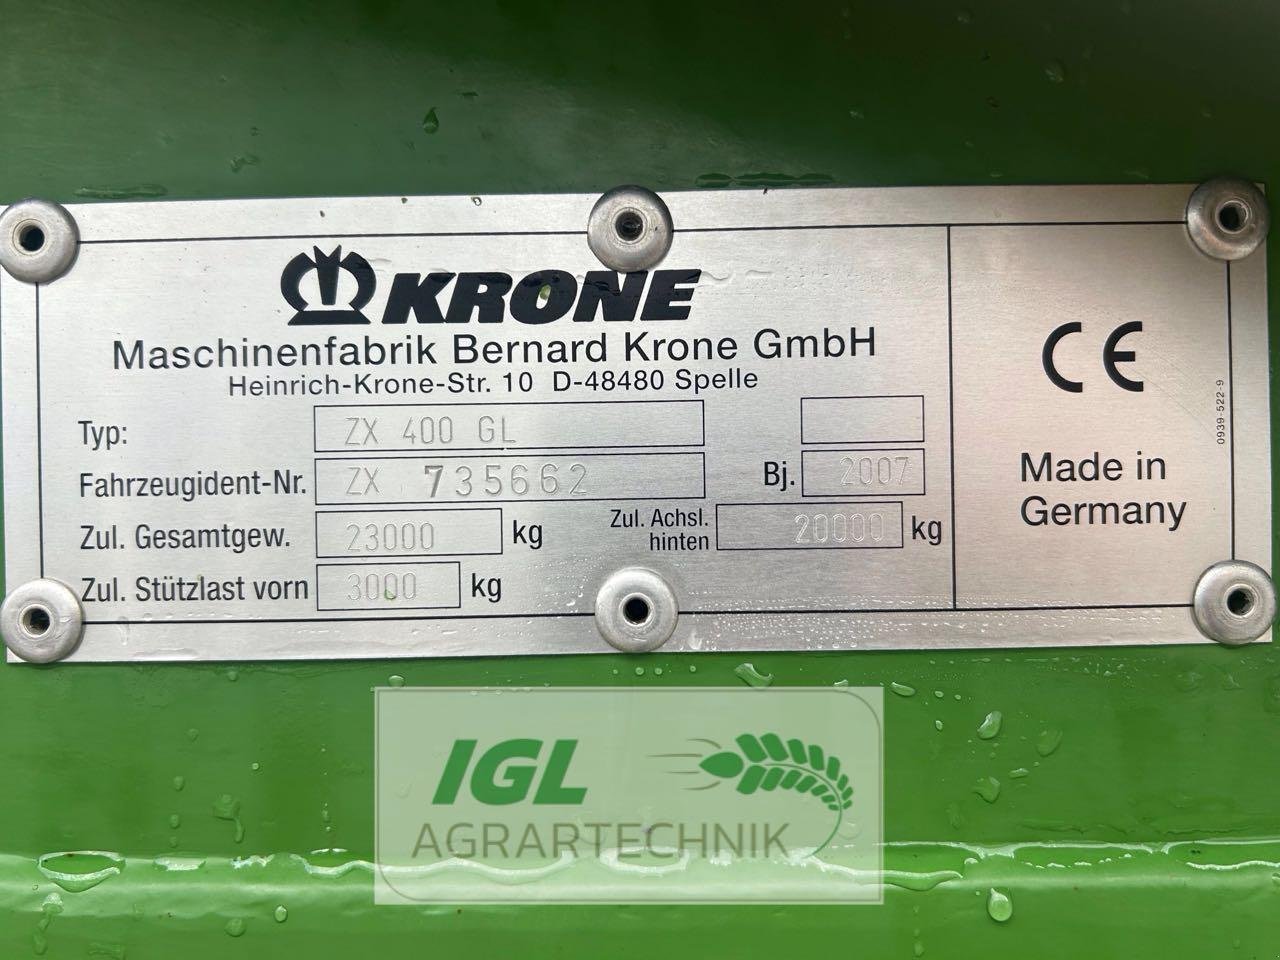 KRONE
Maschinenfabrik Bernard Krone GmbH
Heinrich-Krone-Str. 10 D-48480 Spelle
Typ: ZX 400 GL
Fahrzeugident-Nr. ZX 735662 Bj. 2007
Zul. Gesamtgew. 23000 kg Zul. Achsl. hinten 20000 kg
Zul. Stützlast vorn 3000 kg
CE
Made in
Germany
0939-522-9
IGL
AGRARTECHNIK